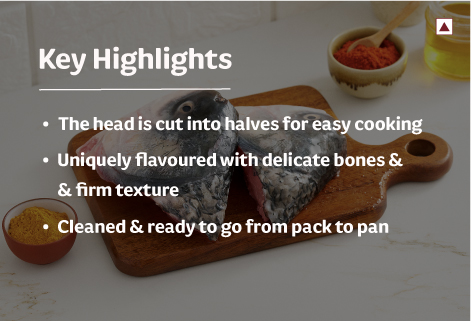 Key Highlights
• The head is cut into halves for easy cooking
• Uniquely flavoured with delicate bones &
& firm texture
• Cleaned & ready to go from pack to pan